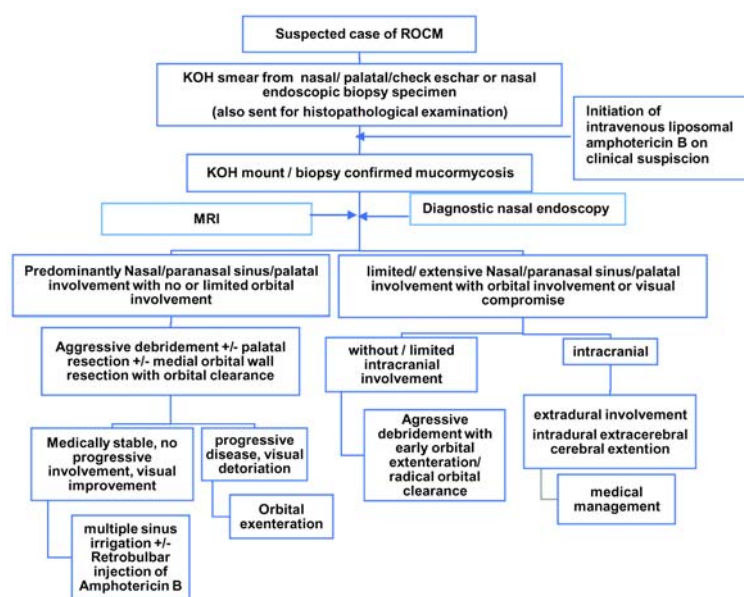 Suspected case of ROCM
KOH smear from nasal/ palatal/check eschar or nasal
endoscopic biopsy specimen
(also sent for histopathological examination)
Initiation of
intravenous liposomal
amphotericin B on
clinical suspiscion
KOH mount / biopsy confirmed mucormycosis
MRI
Diagnostic nasal endoscopy
Predominantly Nasal/paranasal sinus/palatal
involvement with no or limited orbital
involvement
limited/ extensive Nasal/paranasal sinus/palatal
involvement with orbital involvement or visual
compromise
Aggressive debridement +/- palatal
resection +/- medial orbital wall
resection with orbital clearance
without / limited
intracranial
involvement
intracranial
Medically stable, no
progressive
involvement, visual
improvement
progressive
disease, visual
detoriation
Agressive
debridement with
early orbital
extenteration/
radical orbital
clearance
extradural involvement
intradural extracerebral
cerebral extention
multiple sinus
irrigation +/-
Retrobulbar
injection of
Amphotericin B
Orbital
exenteration
medical
management